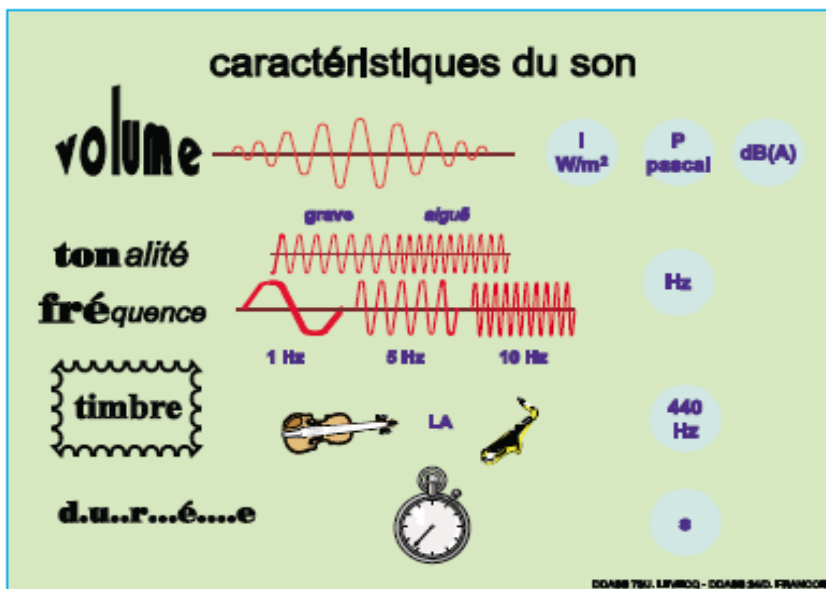 caractéristiques du son
volume
I
W/m²
P
pascal
dB(A)
grave aiguë
tonalité
fréquence
Hz
1 Hz 5 Hz 10 Hz
timbre
LA
440
Hz
d.u..r...é....e
s